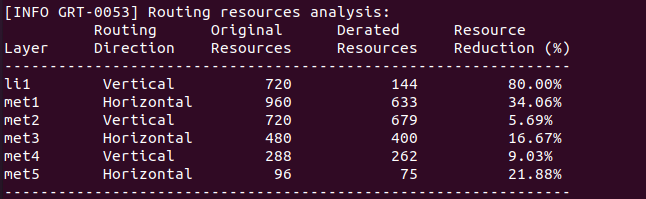 [INFO GRT-0053] Routing resources analysis:
          Routing      Original      Derated      Resource
Layer     Direction    Resources     Resources    Reduction (%)
---------------------------------------------------------------
li1        Vertical          720           144          80.00%
met1       Horizontal        960           633          34.06%
met2       Vertical          720           679          5.69%
met3       Horizontal        480           400          16.67%
met4       Vertical          288           262          9.03%
met5       Horizontal         96            75          21.88%
---------------------------------------------------------------